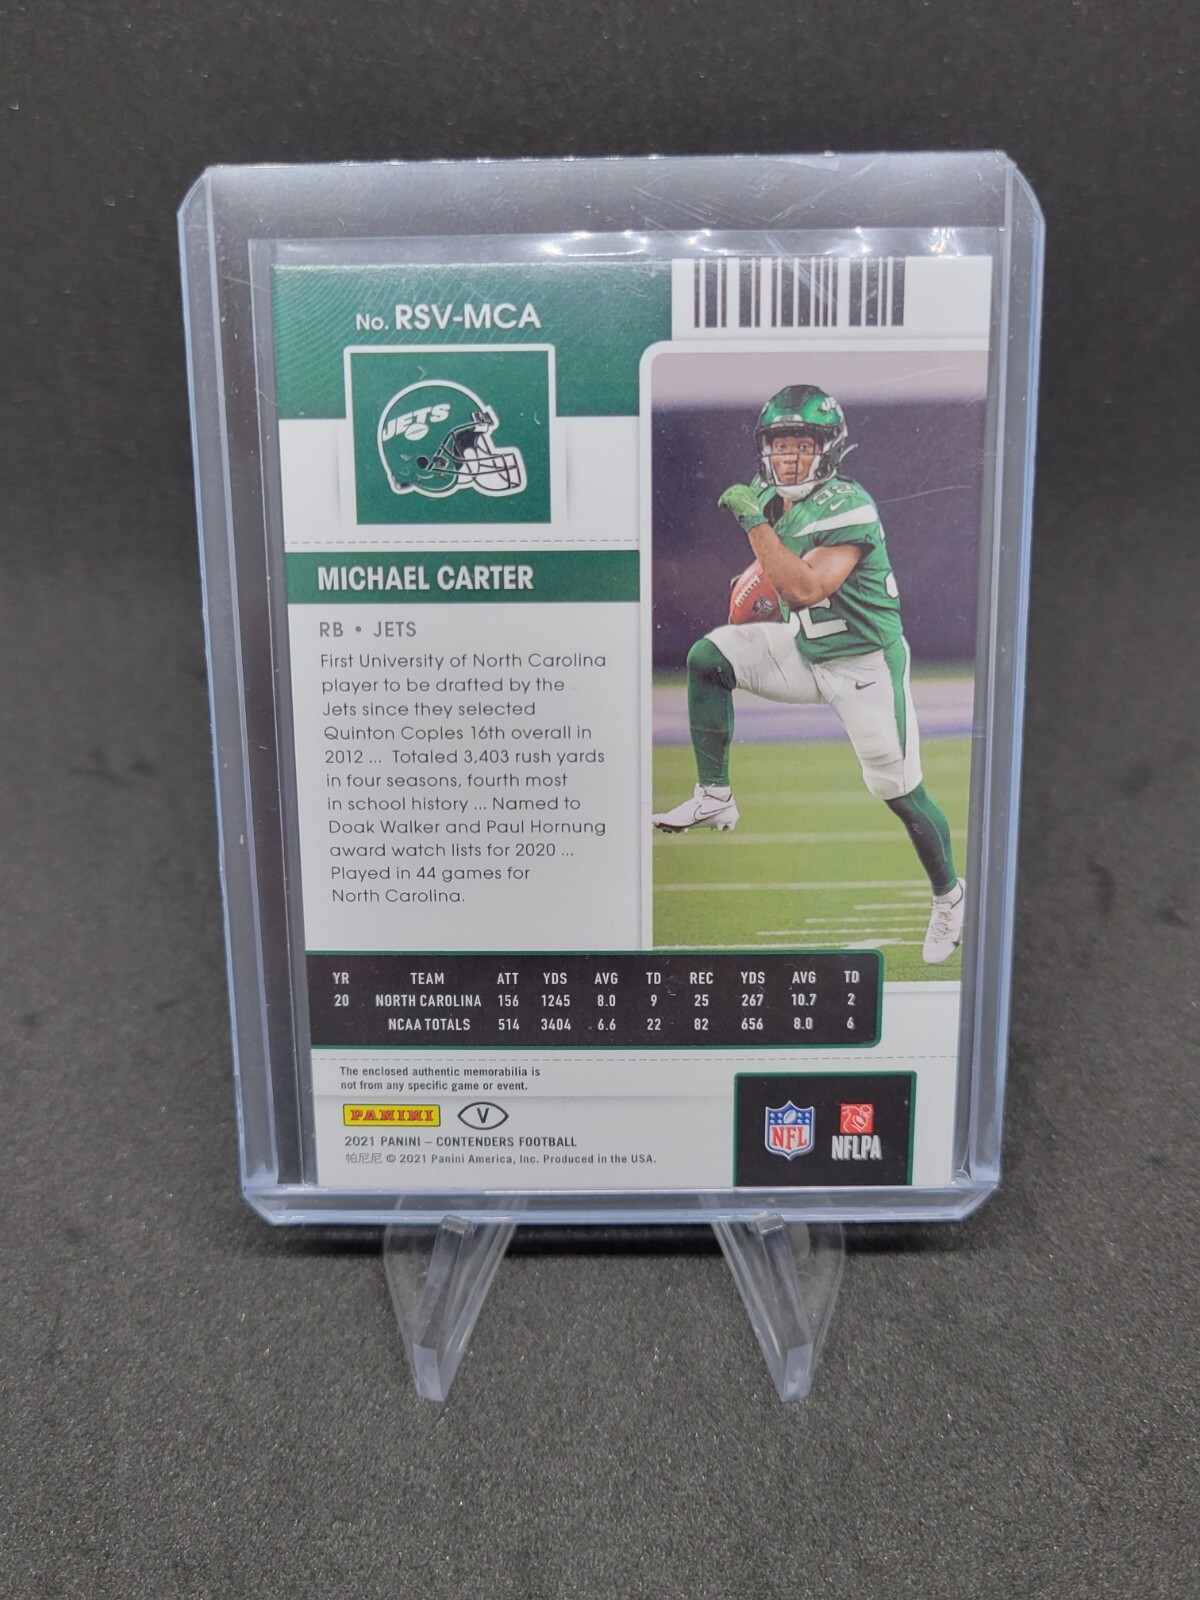 No. RSV-MCA
JETS
MICHAEL CARTER
RB • JETS
First University of North Carolina
player to be drafted by the
Jets since they selected
Quinton Coples 16th overall in
2012 ... Totaled 3,403 rush yards
in four seasons, fourth most
in school history ... Named to
Doak Walker and Paul Hornung
award watch lists for 2020 ...
Played in 44 games for
North Carolina.
JETS
32
32
YR TEAM ATT YDS AVG TD REC YDS AVG TD
20 NORTH CAROLINA 156 1245 8.0 9 25 267 10.7 2
NCAA TOTALS 514 3404 6.6 22 82 656 8.0 6
The enclosed authentic memorabilia is
not from any specific game or event.
PANINI V
2021 PANINI – CONTENDERS FOOTBALL
帕尼尼 © 2021 Panini America, Inc. Produced in the USA.
NFL NFLPA